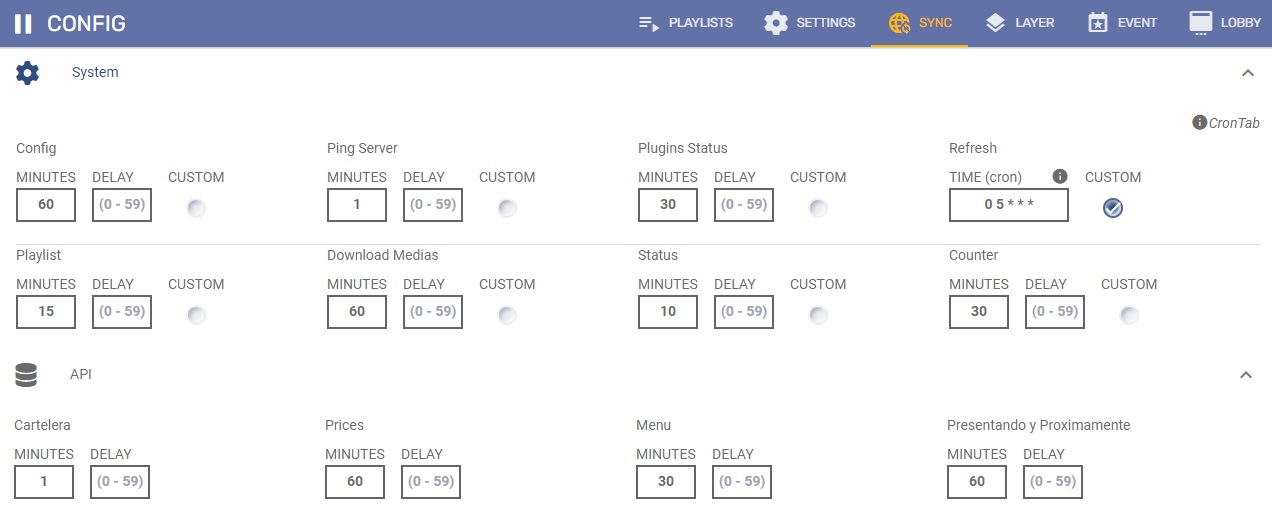 CONFIG PLAYLISTS SETTINGS SYNC LAYER EVENT LOBBY
System
CronTab
Config Ping Server Plugins Status Refresh
MINUTES DELAY CUSTOM MINUTES DELAY CUSTOM MINUTES DELAY CUSTOM TIME (cron) CUSTOM
60 (0 - 59) 1 (0 - 59) 30 (0 - 59) 0 5 * * *
Playlist Download Medias Status Counter
MINUTES DELAY CUSTOM MINUTES DELAY CUSTOM MINUTES DELAY CUSTOM MINUTES DELAY CUSTOM
15 (0 - 59) 60 (0 - 59) 10 (0 - 59) 30 (0 - 59)
API
Cartelera Prices Menu Presentando y Proximamente
MINUTES DELAY MINUTES DELAY MINUTES DELAY MINUTES DELAY
1 (0 - 59) 60 (0 - 59) 30 (0 - 59) 60 (0 - 59)